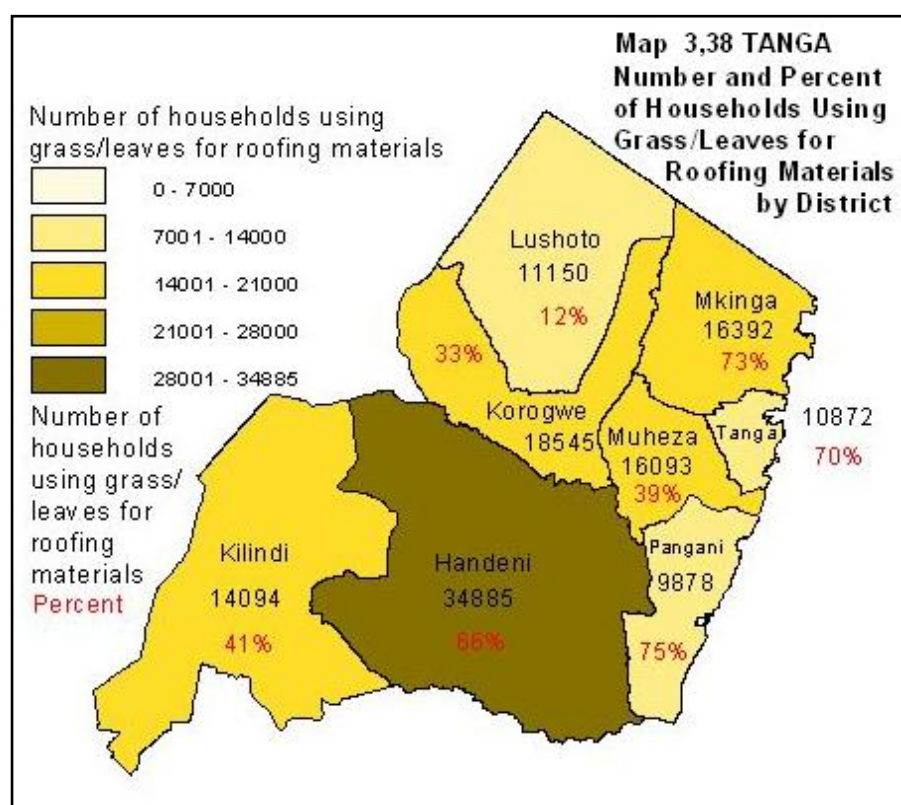 Map 3,38 TANGA
Number and Percent
of Households Using
Grass/Leaves for
Roofing Materials
by District
Number of households using
grass/leaves for roofing materials
0 - 7000
7001 - 14000
14001 - 21000
21001 - 28000
28001 - 34885
Number of
households
using grass/
leaves for
roofing
materials
Percent
Lushoto
11150
12%
Mkinga
16392
73%
33%
Korogwe
18545
Muheza
16093
39%
Tanga
10872
70%
Pangani
9878
75%
Handeni
34885
66%
Kilindi
14094
41%